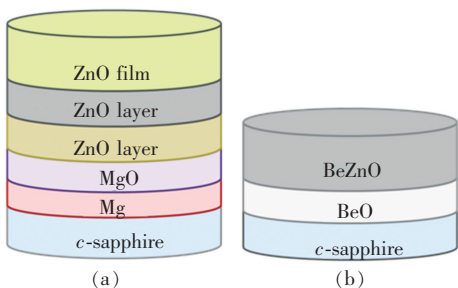 ZnO film
ZnO layer
ZnO layer
MgO
Mg
c-sapphire
(a)
BeZnO
BeO
c-sapphire
(b)